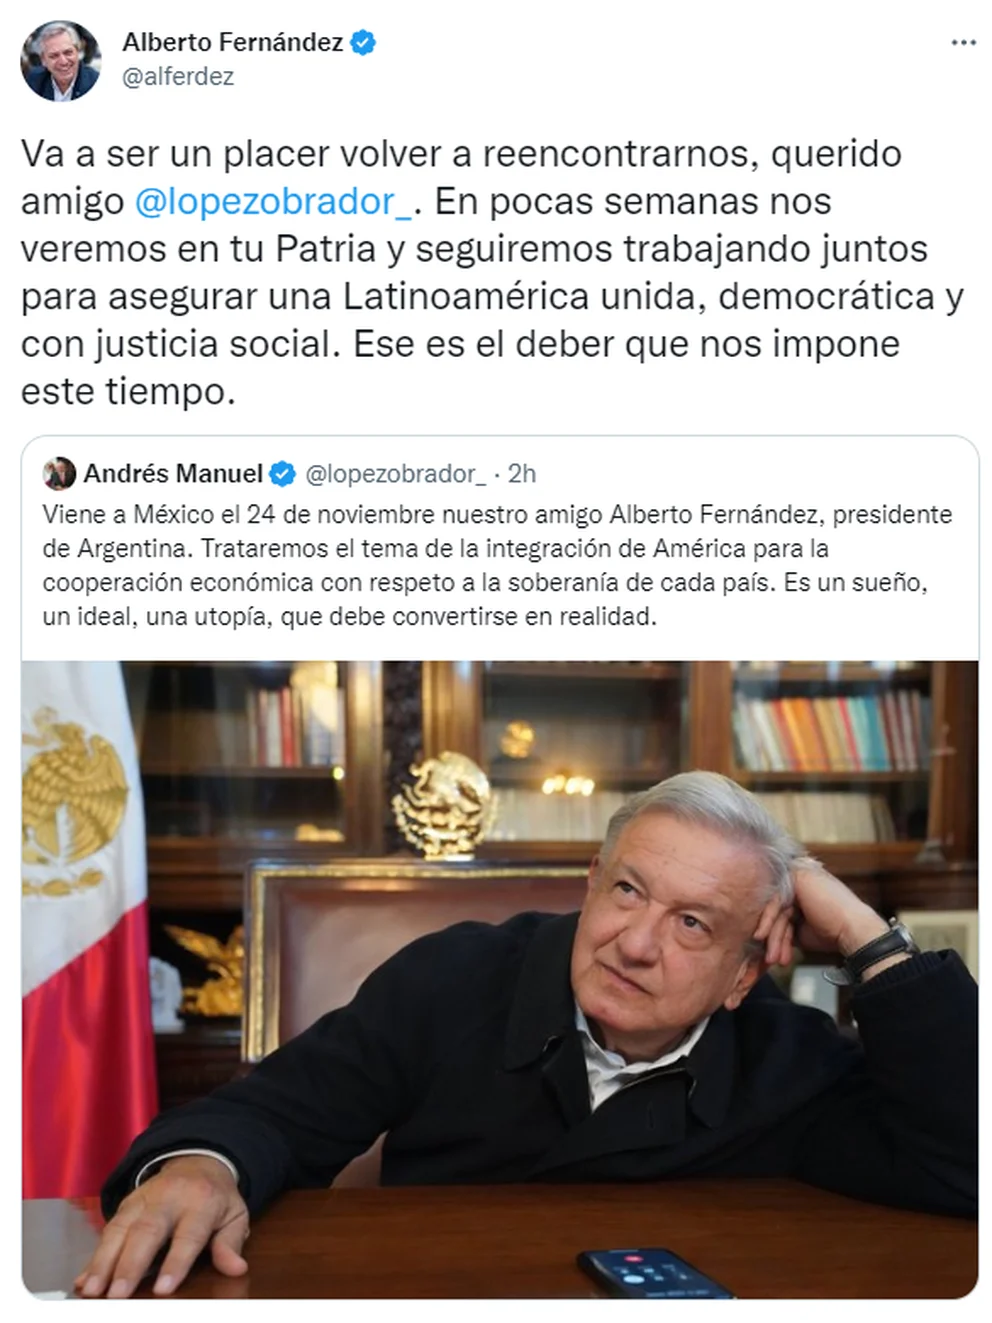 Alberto Fernández
@alferdez
Va a ser un placer volver a reencontrarnos, querido
amigo @lopezobrador_. En pocas semanas nos
veremos en tu Patria y seguiremos trabajando juntos
para asegurar una Latinoamérica unida, democrática y
con justicia social. Ese es el deber que nos impone
este tiempo.
Andrés Manuel @lopezobrador_ · 2h
Viene a México el 24 de noviembre nuestro amigo Alberto Fernández, presidente
de Argentina. Trataremos el tema de la integración de América para la
cooperación económica con respeto a la soberanía de cada país. Es un sueño,
un ideal, una utopía, que debe convertirse en realidad.